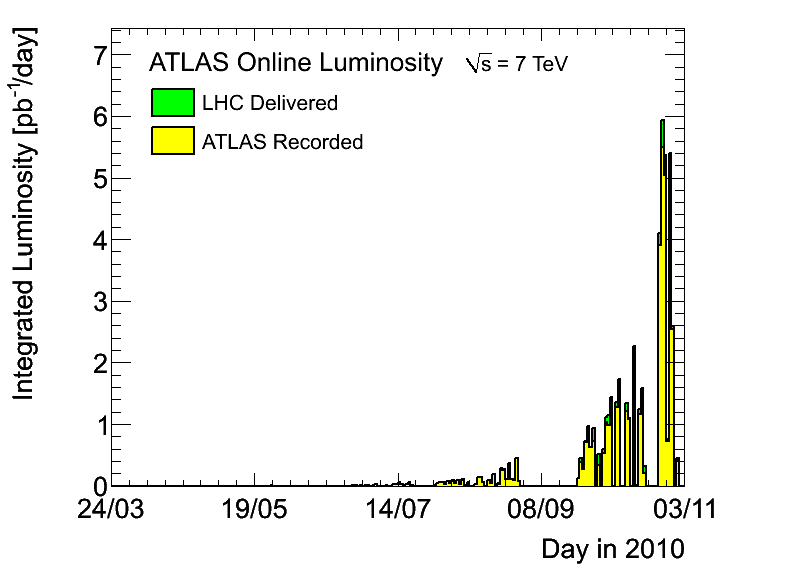 ATLAS Online Luminosity √s = 7 TeV
LHC Delivered
ATLAS Recorded
Integrated Luminosity [pb⁻¹/day]
7
6
5
4
3
2
1
0
24/03 19/05 14/07 08/09 03/11
Day in 2010